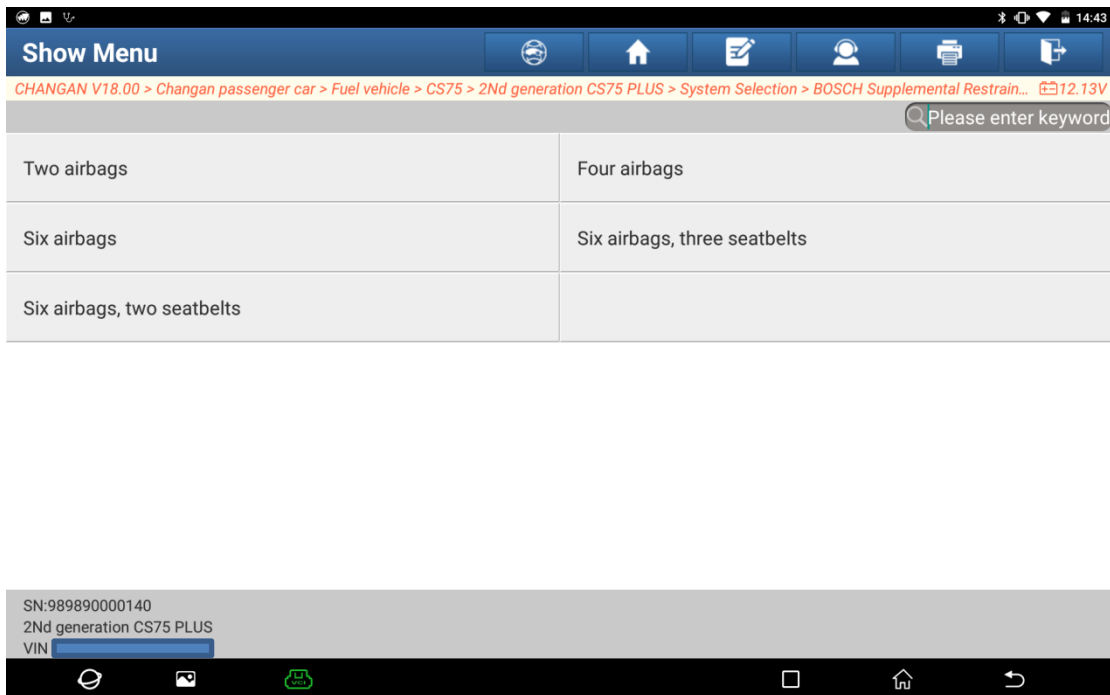 14:43
Show Menu
CHANGAN V18.00 > Changan passenger car > Fuel vehicle > CS75 > 2Nd generation CS75 PLUS > System Selection > BOSCH Supplemental Restrain... 12.13V
Please enter keyword
Two airbags
Four airbags
Six airbags
Six airbags, three seatbelts
Six airbags, two seatbelts
SN:989890000140
2Nd generation CS75 PLUS
VIN
VCI